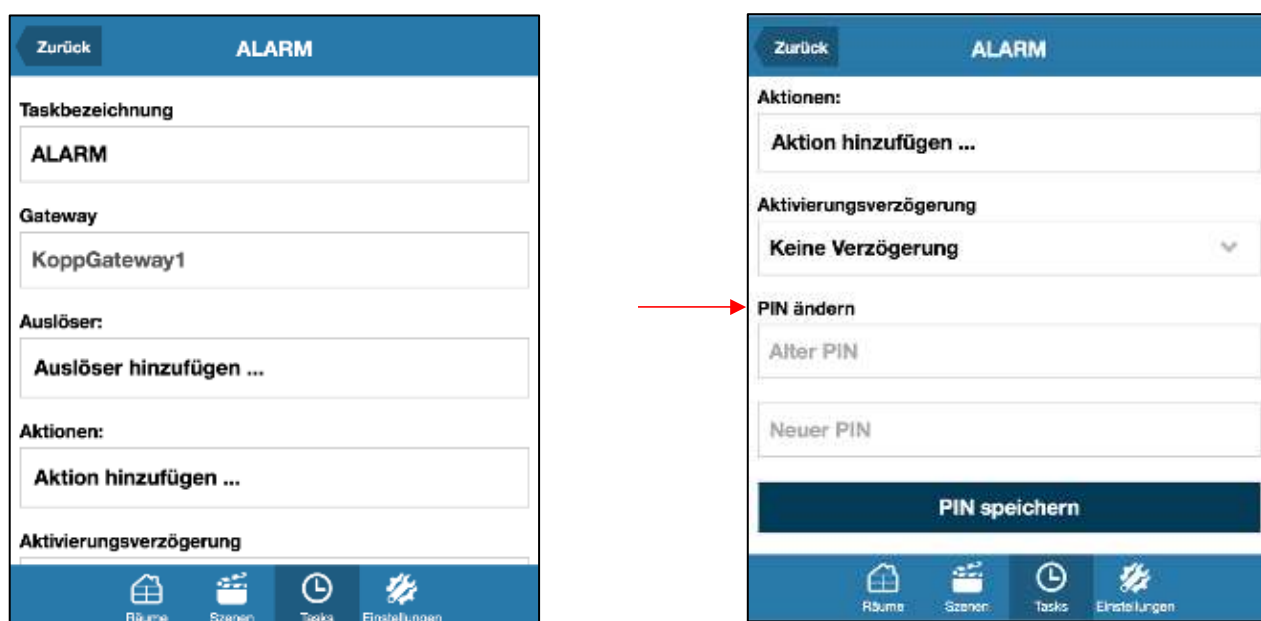 Zurück
ALARM
Taskbezeichnung
ALARM
Gateway
KoppGateway1
Auslöser:
Auslöser hinzufügen ...
Aktionen:
Aktion hinzufügen ...
Aktivierungsverzögerung
Räume Szenen Tasks Einstellungen
Zurück
ALARM
Aktionen:
Aktion hinzufügen ...
Aktivierungsverzögerung
Keine Verzögerung
PIN ändern
Alter PIN
Neuer PIN
PIN speichern
Räume Szenen Tasks Einstellungen